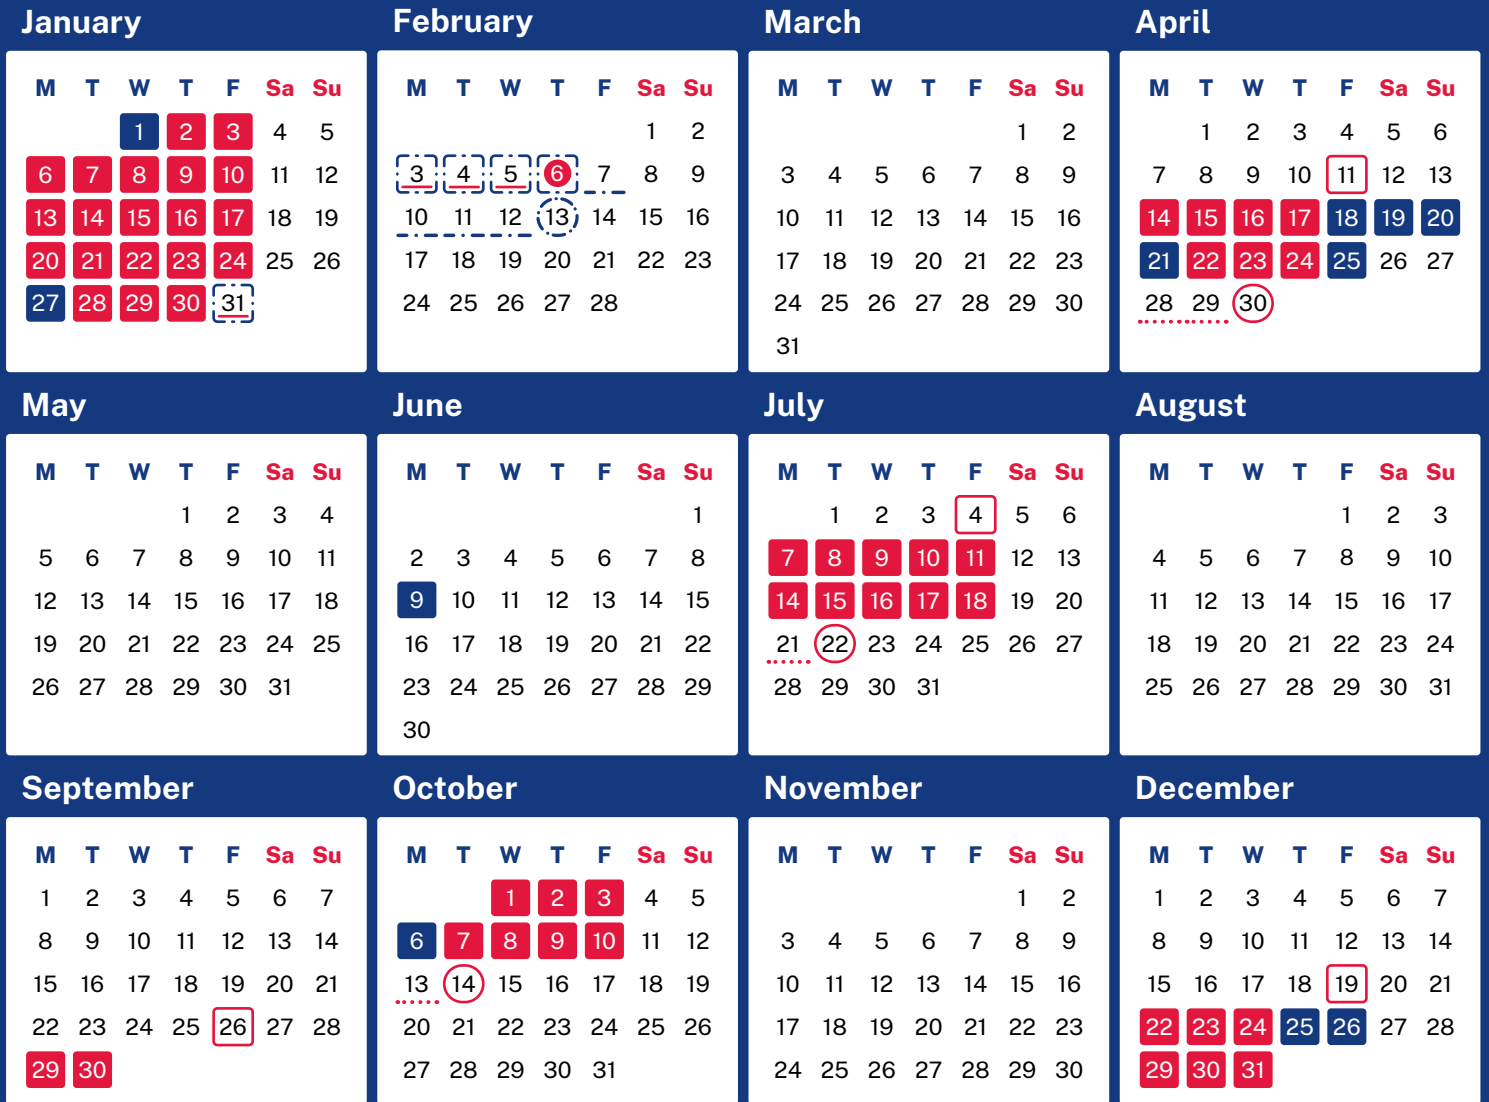 January
M T W T F Sa Su
1 2 3 4 5
6 7 8 9 10 11 12
13 14 15 16 17 18 19
20 21 22 23 24 25 26
27 28 29 30 31
February
M T W T F Sa Su
1 2
3 4 5 6 7 8 9
10 11 12 13 14 15 16
17 18 19 20 21 22 23
24 25 26 27 28
March
M T W T F Sa Su
1 2
3 4 5 6 7 8 9
10 11 12 13 14 15 16
17 18 19 20 21 22 23
24 25 26 27 28 29 30
31
April
M T W T F Sa Su
1 2 3 4 5 6
7 8 9 10 11 12 13
14 15 16 17 18 19 20
21 22 23 24 25 26 27
28 29 30
May
M T W T F Sa Su
1 2 3 4
5 6 7 8 9 10 11
12 13 14 15 16 17 18
19 20 21 22 23 24 25
26 27 28 29 30 31
June
M T W T F Sa Su
1
2 3 4 5 6 7 8
9 10 11 12 13 14 15
16 17 18 19 20 21 22
23 24 25 26 27 28 29
30
July
M T W T F Sa Su
1 2 3 4 5 6
7 8 9 10 11 12 13
14 15 16 17 18 19 20
21 22 23 24 25 26 27
28 29 30 31
August
M T W T F Sa Su
1 2 3
4 5 6 7 8 9 10
11 12 13 14 15 16 17
18 19 20 21 22 23 24
25 26 27 28 29 30 31
September
M T W T F Sa Su
1 2 3 4 5 6 7
8 9 10 11 12 13 14
15 16 17 18 19 20 21
22 23 24 25 26 27 28
29 30
October
M T W T F Sa Su
1 2 3 4 5
6 7 8 9 10 11 12
13 14 15 16 17 18 19
20 21 22 23 24 25 26
27 28 29 30 31
November
M T W T F Sa Su
1 2
3 4 5 6 7 8 9
10 11 12 13 14 15 16
17 18 19 20 21 22 23
24 25 26 27 28 29 30
December
M T W T F Sa Su
1 2 3 4 5 6 7
8 9 10 11 12 13 14
15 16 17 18 19 20 21
22 23 24 25 26 27 28
29 30 31